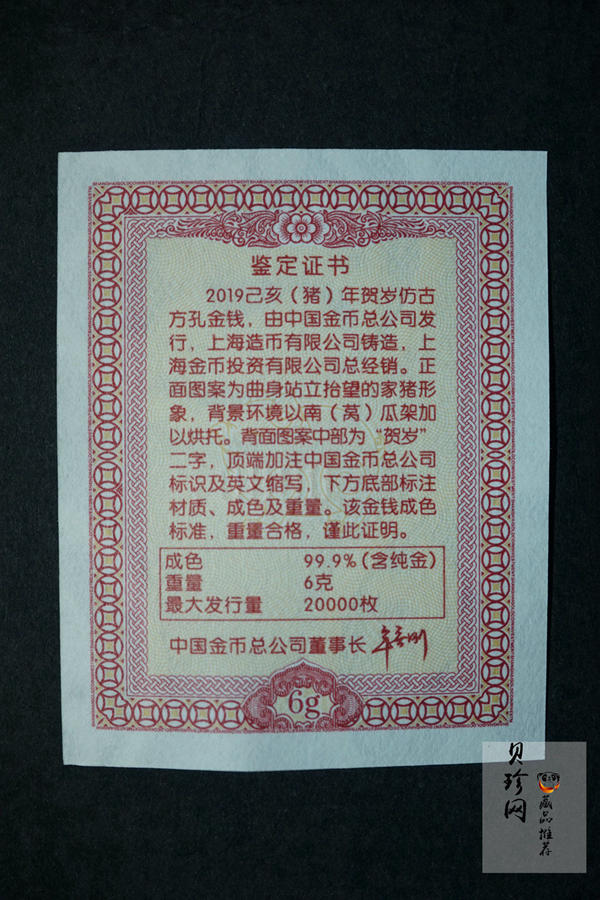 鉴定证书
2019己亥（猪）年贺岁仿古
方孔金钱，由中国金币总公司发
行，上海造币有限公司铸造，上
海金币投资有限公司总经销。正
面图案为曲身站立抬望的家猪形
象，背景环境以南（萵）瓜架加
以烘托。背面图案中部为“贺岁”
二字，顶端加注中国金币总公司
标识及英文缩写，下方底部标注
材质、成色及重量。该金钱成色
标准，重量合格，谨此证明。
成色 99.9%（含纯金）
重量 6克
最大发行量 20000枚
中国金币总公司董事长
6g
贝珍网
藏品推荐